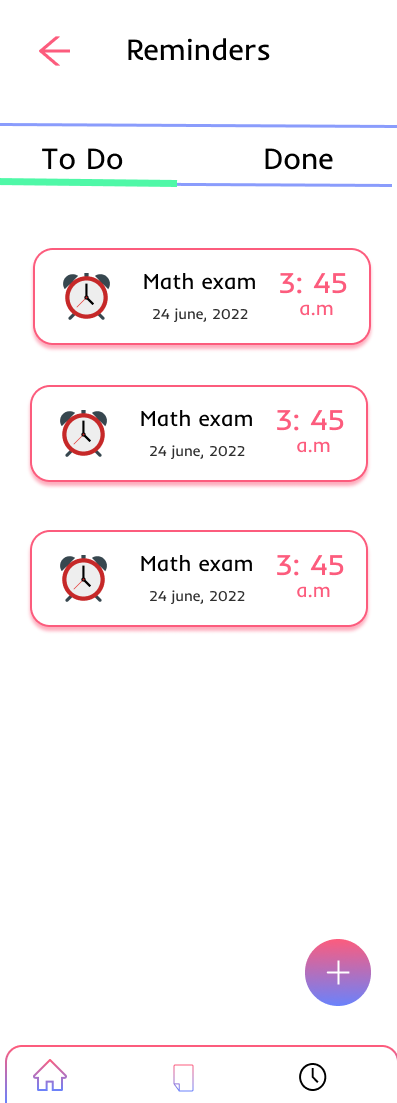 Reminders
To Do
Done
Math exam
3: 45
24 june, 2022
a.m
Math exam
3: 45
24 june, 2022
a.m
Math exam
3: 45
24 june, 2022
a.m